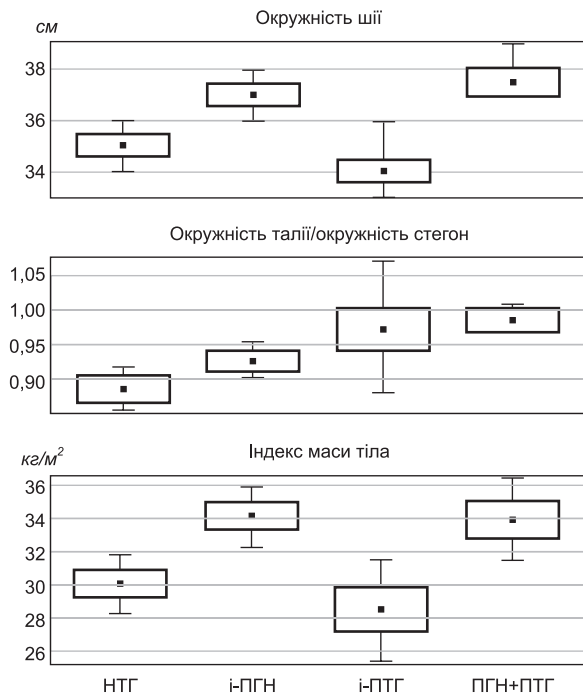 Окружність шії
см
38
36
34
Окружність талії/окружність стегон
1,05
1,00
0,95
0,90
Індекс маси тіла
кг/м²
36
34
32
30
28
26
НТГ і-ПГН і-ПТГ ПГН+ПТГ